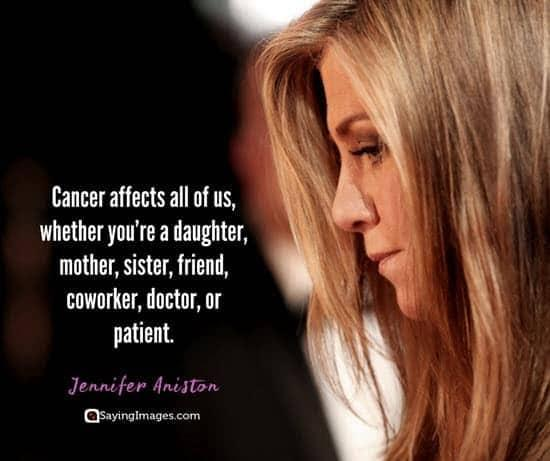 Cancer affects all of us,
whether you're a daughter,
mother, sister, friend,
coworker, doctor, or
patient.
Jennifer Aniston
SayingImages.com